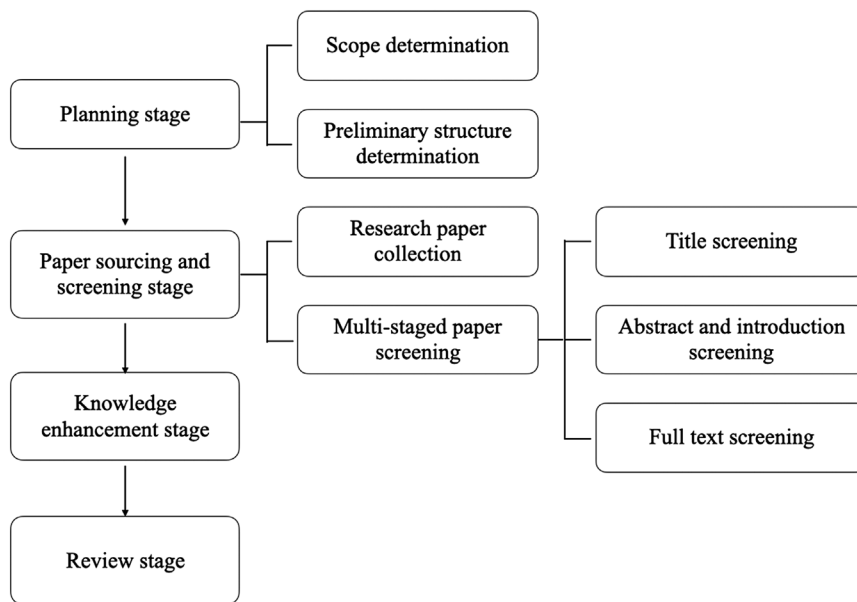 Scope determination
Planning stage
Preliminary structure
determination
Research paper
collection
Title screening
Paper sourcing and
screening stage
Multi-staged paper
screening
Abstract and introduction
screening
Knowledge
enhancement stage
Full text screening
Review stage